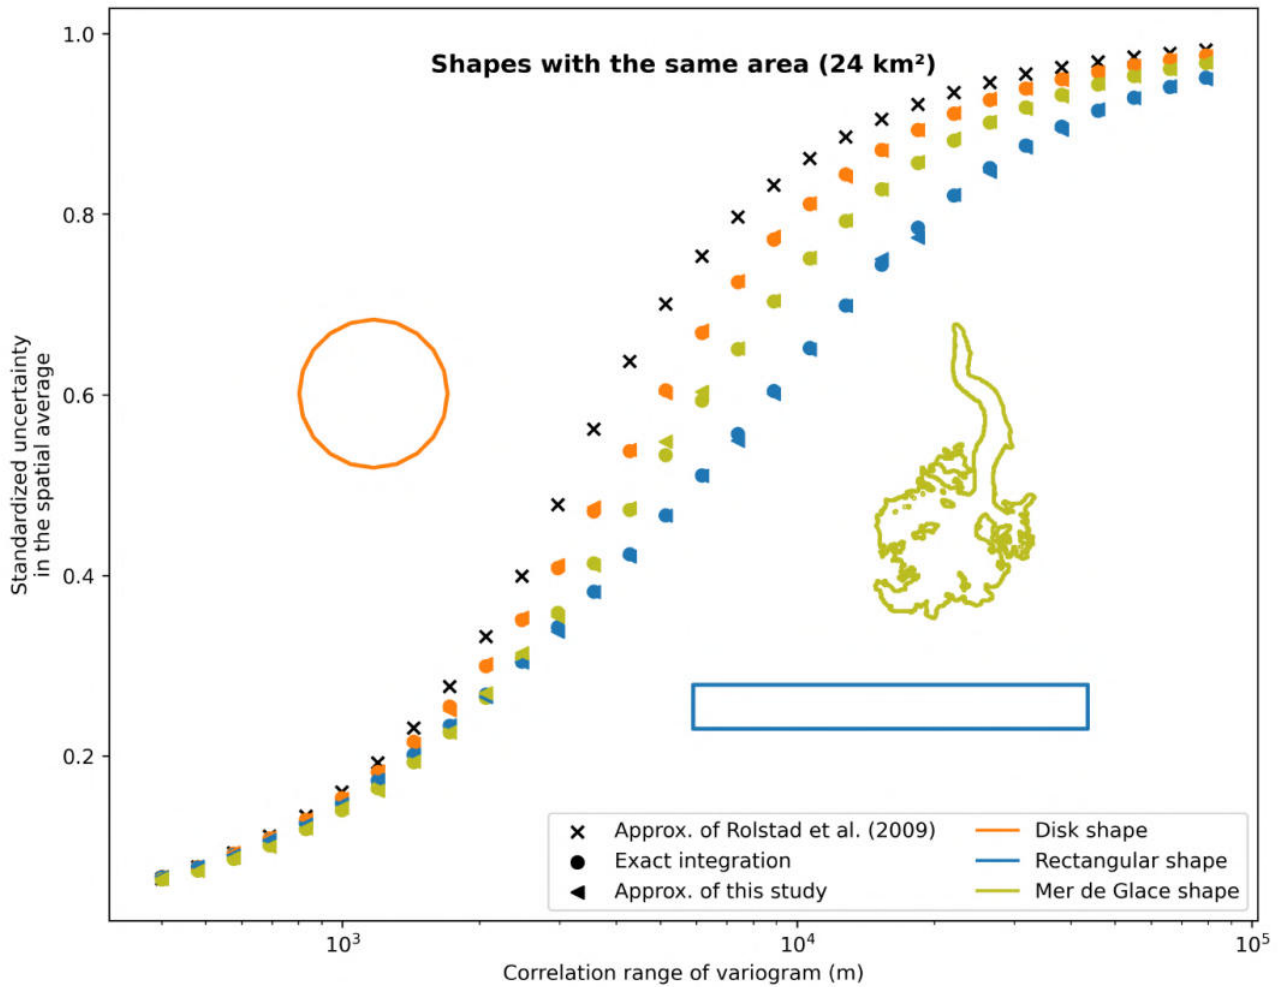 Shapes with the same area (24 km²)
1.0
0.8
0.6
0.4
0.2
Standardized uncertainty
in the spatial average
10³
10⁴
10⁵
Correlation range of variogram (m)
Approx. of Rolstad et al. (2009)
Exact integration
Approx. of this study
Disk shape
Rectangular shape
Mer de Glace shape